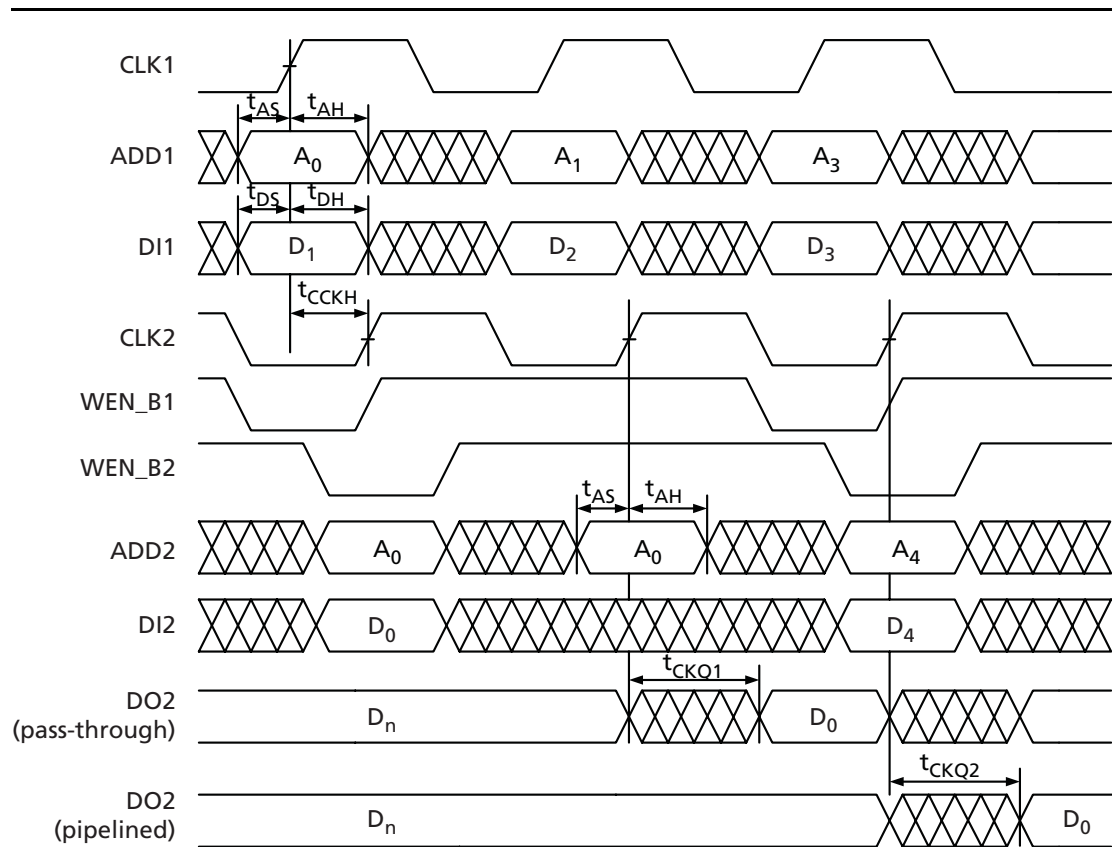 CLK1
tAS tAH
ADD1 A0 A1 A3
tDS tDH
DI1 D1 D2 D3
tCCKH
CLK2
WEN_B1
WEN_B2
tAS tAH
ADD2 A0 A0 A4
DI2 D0 D4
tCKQ1
DO2
(pass-through)
Dn D0
tCKQ2
DO2
(pipelined)
Dn D0